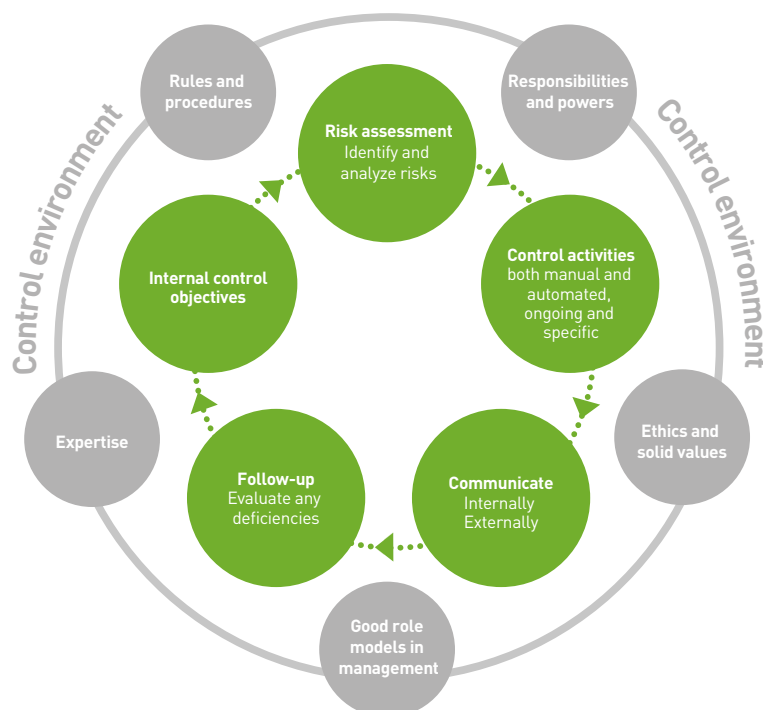 Rules and
procedures
Responsibilities
and powers
Control environment
Control environment
Risk assessment
Identify and
analyze risks
Internal control
objectives
Control activities
both manual and
automated,
ongoing and
specific
Expertise
Ethics and
solid values
Follow-up
Evaluate any
deficiencies
Communicate
Internally
Externally
Good role
models in
management